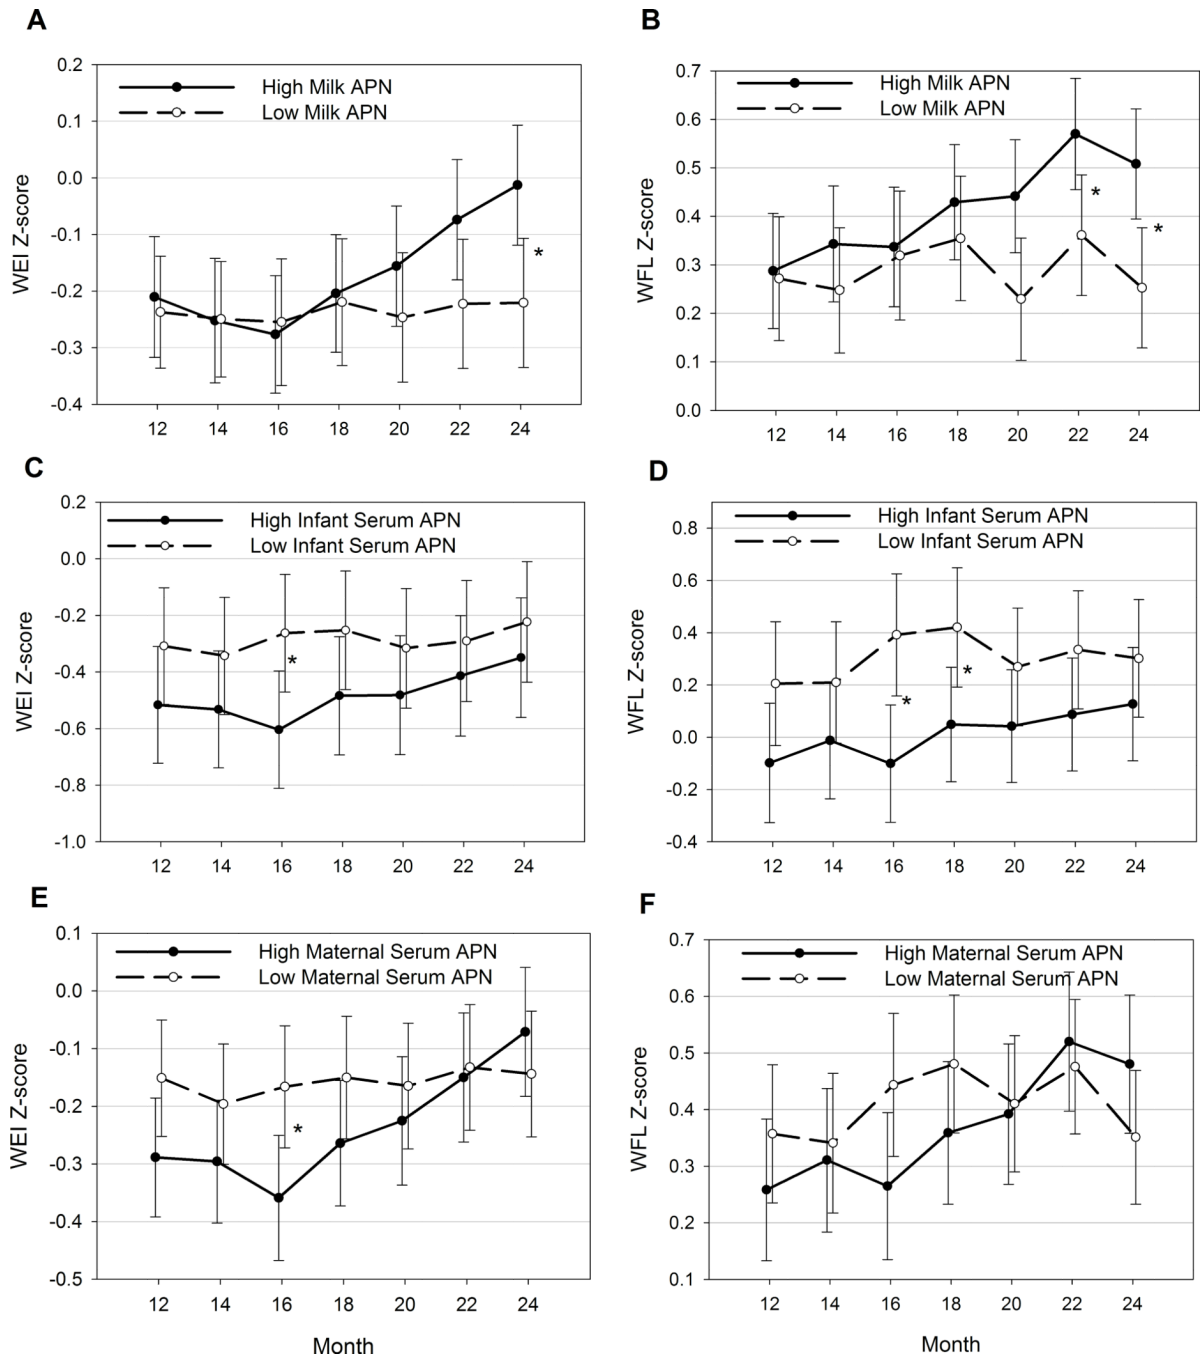 A
0.2
0.1
0.0
-0.1
-0.2
-0.3
-0.4
WEI Z-score
High Milk APN
Low Milk APN
*
12 14 16 18 20 22 24
B
0.7
0.6
0.5
0.4
0.3
0.2
0.1
0.0
WFL Z-score
High Milk APN
Low Milk APN
*
*
12 14 16 18 20 22 24
C
0.2
0.0
-0.2
-0.4
-0.6
-0.8
-1.0
WEI Z-score
High Infant Serum APN
Low Infant Serum APN
*
12 14 16 18 20 22 24
D
0.8
0.6
0.4
0.2
0.0
-0.2
-0.4
WFL Z-score
High Infant Serum APN
Low Infant Serum APN
*
*
12 14 16 18 20 22 24
E
0.1
0.0
-0.1
-0.2
-0.3
-0.4
-0.5
WEI Z-score
High Maternal Serum APN
Low Maternal Serum APN
*
12 14 16 18 20 22 24
Month
F
0.7
0.6
0.5
0.4
0.3
0.2
0.1
WFL Z-score
High Maternal Serum APN
Low Maternal Serum APN
12 14 16 18 20 22 24
Month